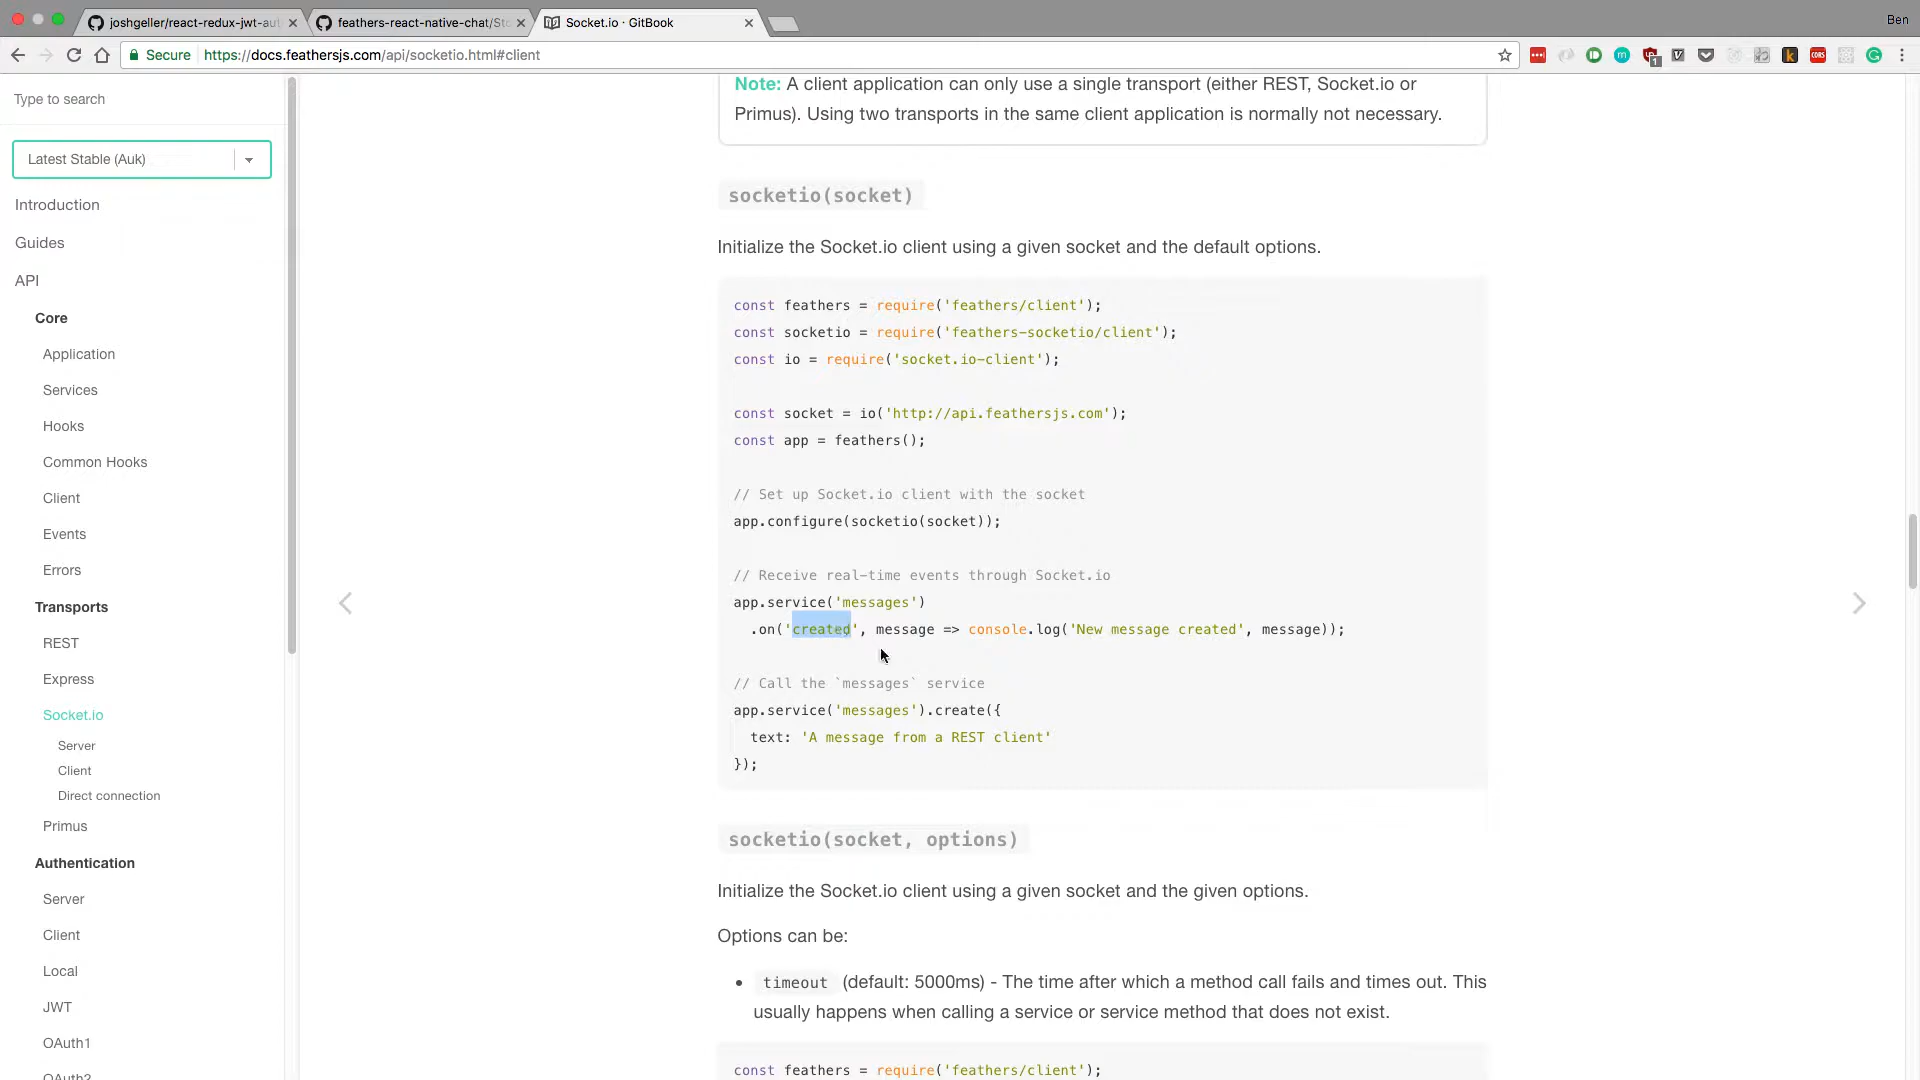 joshgeller/react-redux-jwt-au
feathers-react-native-chat/St
Socket.io · GitBook
Ben
Secure
https://docs.feathersjs.com/api/socketio.html#client
Type to search
Latest Stable (Auk)
Introduction
Guides
API
Core
Application
Services
Hooks
Common Hooks
Client
Events
Errors
Transports
REST
Express
Socket.io
Server
Client
Direct connection
Primus
Authentication
Server
Client
Local
JWT
OAuth1
OAuth2
Note: A client application can only use a single transport (either REST, Socket.io or
Primus). Using two transports in the same client application is normally not necessary.
socketio(socket)
Initialize the Socket.io client using a given socket and the default options.
const feathers = require('feathers/client');
const socketio = require('feathers-socketio/client');
const io = require('socket.io-client');
const socket = io('http://api.feathersjs.com');
const app = feathers();
// Set up Socket.io client with the socket
app.configure(socketio(socket));
// Receive real-time events through Socket.io
app.service('messages')
.on('created', message => console.log('New message created', message));
// Call the `messages` service
app.service('messages').create({
text: 'A message from a REST client'
});
socketio(socket, options)
Initialize the Socket.io client using a given socket and the given options.
Options can be:
• timeout (default: 5000ms) - The time after which a method call fails and times out. This
usually happens when calling a service or service method that does not exist.
const feathers = require('feathers/client');